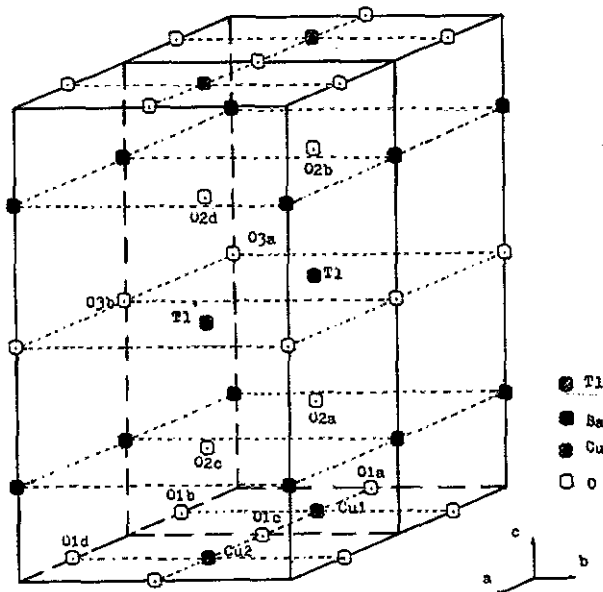 O2b
O2d
O3a
Tl
O3b
Tl'
Tl
O2a
Ba
O2c
Cu
O1a
O
O1b
O1c
Cu1
O1d
Cu2
c
b
a